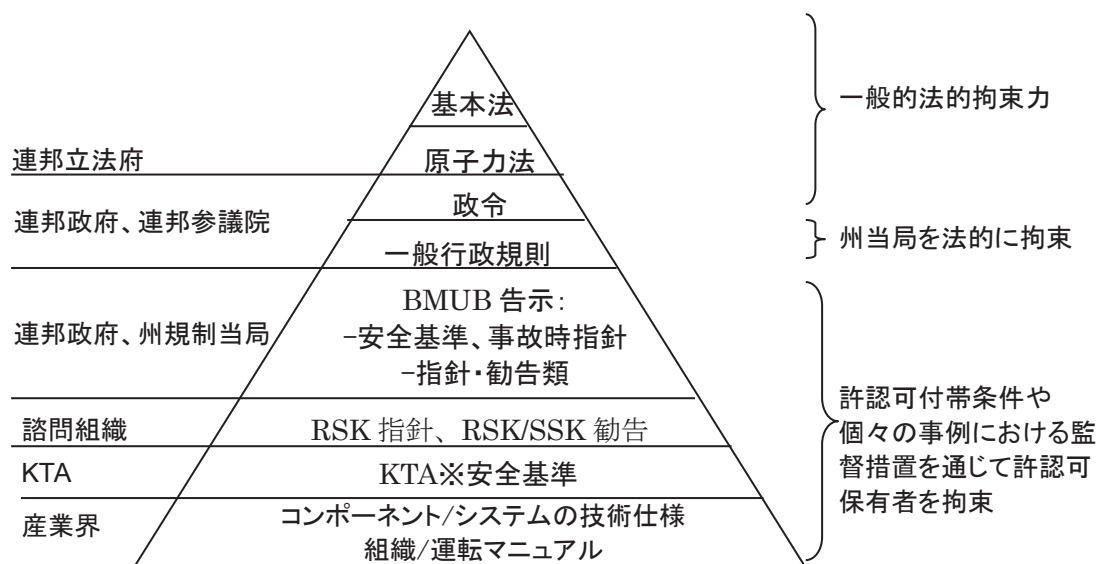 基本法
一般的法的拘束力
連邦立法府
原子力法
連邦政府、連邦参議院
政令
州当局を法的に拘束
一般行政規則
連邦政府、州規制当局
BMUB 告示:
-安全基準、事故時指針
-指針・勧告類
許認可付帯条件や
個々の事例における監
督措置を通じて許認可
保有者を拘束
諮問組織
RSK 指針、RSK/SSK 勧告
KTA
KTA※安全基準
産業界
コンポーネント/システムの技術仕様
組織/運転マニュアル